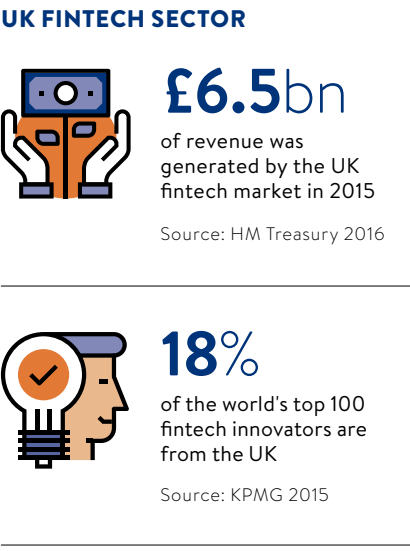 UK FINTECH SECTOR
£6.5bn
of revenue was
generated by the UK
fintech market in 2015
Source: HM Treasury 2016
18%
of the world's top 100
fintech innovators are
from the UK
Source: KPMG 2015